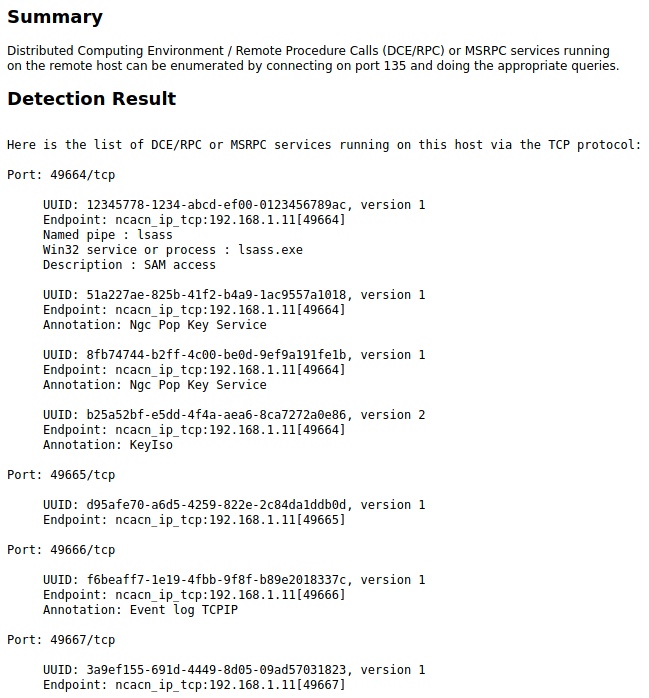 Summary
Distributed Computing Environment / Remote Procedure Calls (DCE/RPC) or MSRPC services running
on the remote host can be enumerated by connecting on port 135 and doing the appropriate queries.
Detection Result
Here is the list of DCE/RPC or MSRPC services running on this host via the TCP protocol:
Port: 49664/tcp
UUID: 12345778-1234-abcd-ef00-0123456789ac, version 1
Endpoint: ncacn_ip_tcp:192.168.1.11[49664]
Named pipe : lsass
Win32 service or process : lsass.exe
Description : SAM access
UUID: 51a227ae-825b-41f2-b4a9-1ac9557a1018, version 1
Endpoint: ncacn_ip_tcp:192.168.1.11[49664]
Annotation: Ngc Pop Key Service
UUID: 8fb74744-b2ff-4c00-be0d-9ef9a191fe1b, version 1
Endpoint: ncacn_ip_tcp:192.168.1.11[49664]
Annotation: Ngc Pop Key Service
UUID: b25a52bf-e5dd-4f4a-aea6-8ca7272a0e86, version 2
Endpoint: ncacn_ip_tcp:192.168.1.11[49664]
Annotation: KeyIso
Port: 49665/tcp
UUID: d95afe70-a6d5-4259-822e-2c84da1ddb0d, version 1
Endpoint: ncacn_ip_tcp:192.168.1.11[49665]
Port: 49666/tcp
UUID: f6beaff7-1e19-4fbb-9f8f-b89e2018337c, version 1
Endpoint: ncacn_ip_tcp:192.168.1.11[49666]
Annotation: Event log TCPIP
Port: 49667/tcp
UUID: 3a9ef155-691d-4449-8d05-09ad57031823, version 1
Endpoint: ncacn_ip_tcp:192.168.1.11[49667]